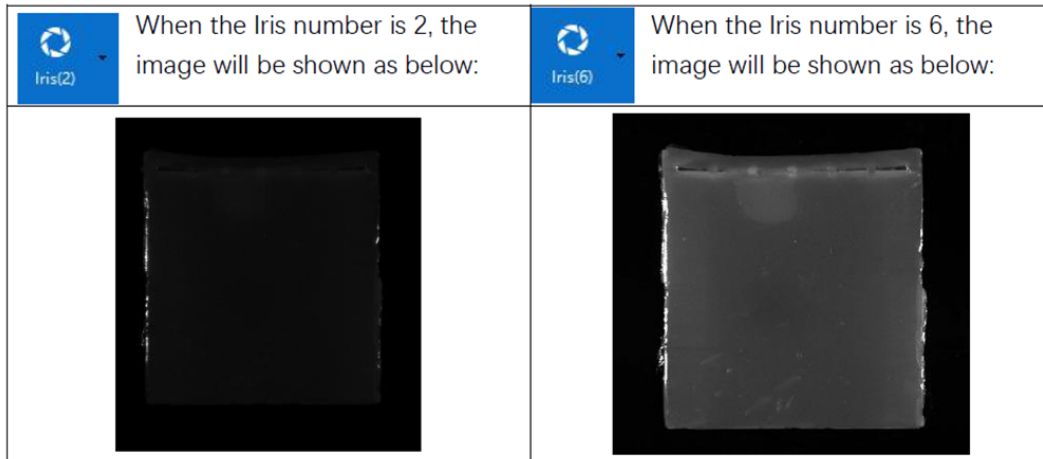 Iris(2)
When the Iris number is 2, the
image will be shown as below:
Iris(6)
When the Iris number is 6, the
image will be shown as below: